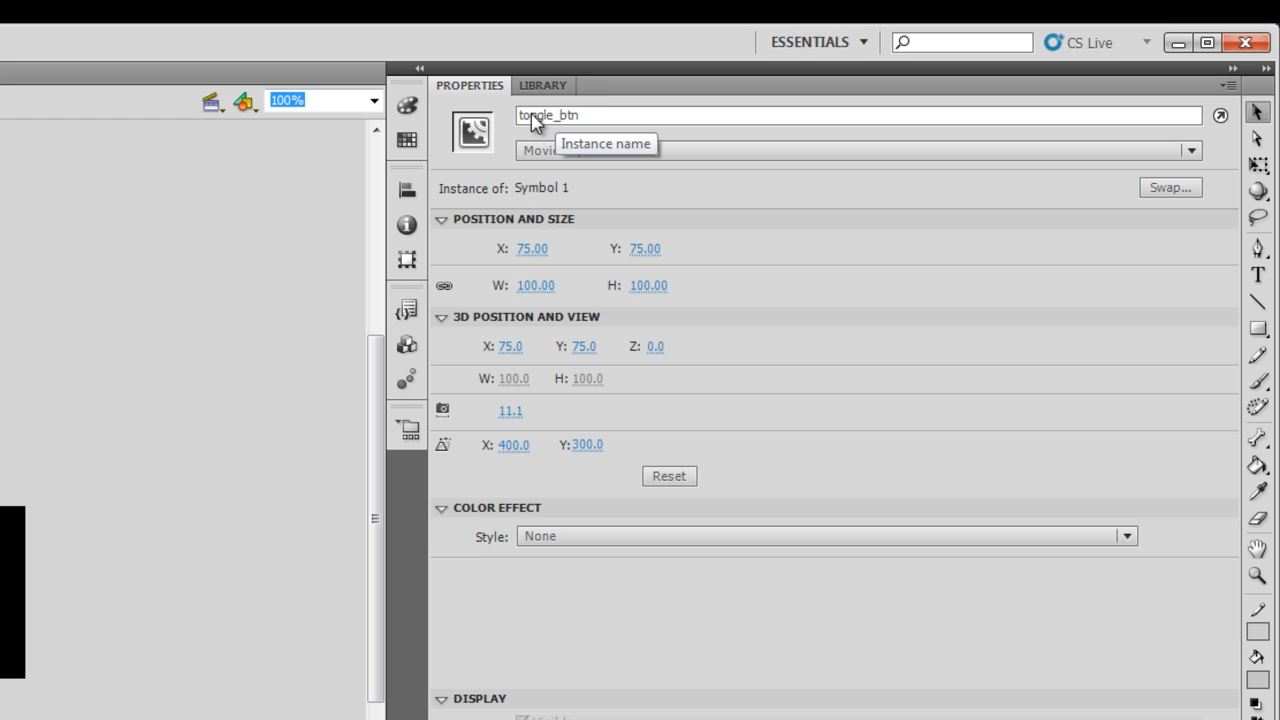 ESSENTIALS
CS Live
100%
PROPERTIES
LIBRARY
toggle_btn
Instance name
Instance of: Symbol 1
Swap...
POSITION AND SIZE
X: 75.00 Y: 75.00
W: 100.00 H: 100.00
3D POSITION AND VIEW
X: 75.0 Y: 75.0 Z: 0.0
W: 100.0 H: 100.0
11.1
X: 400.0 Y: 300.0
Reset
COLOR EFFECT
Style: None
DISPLAY